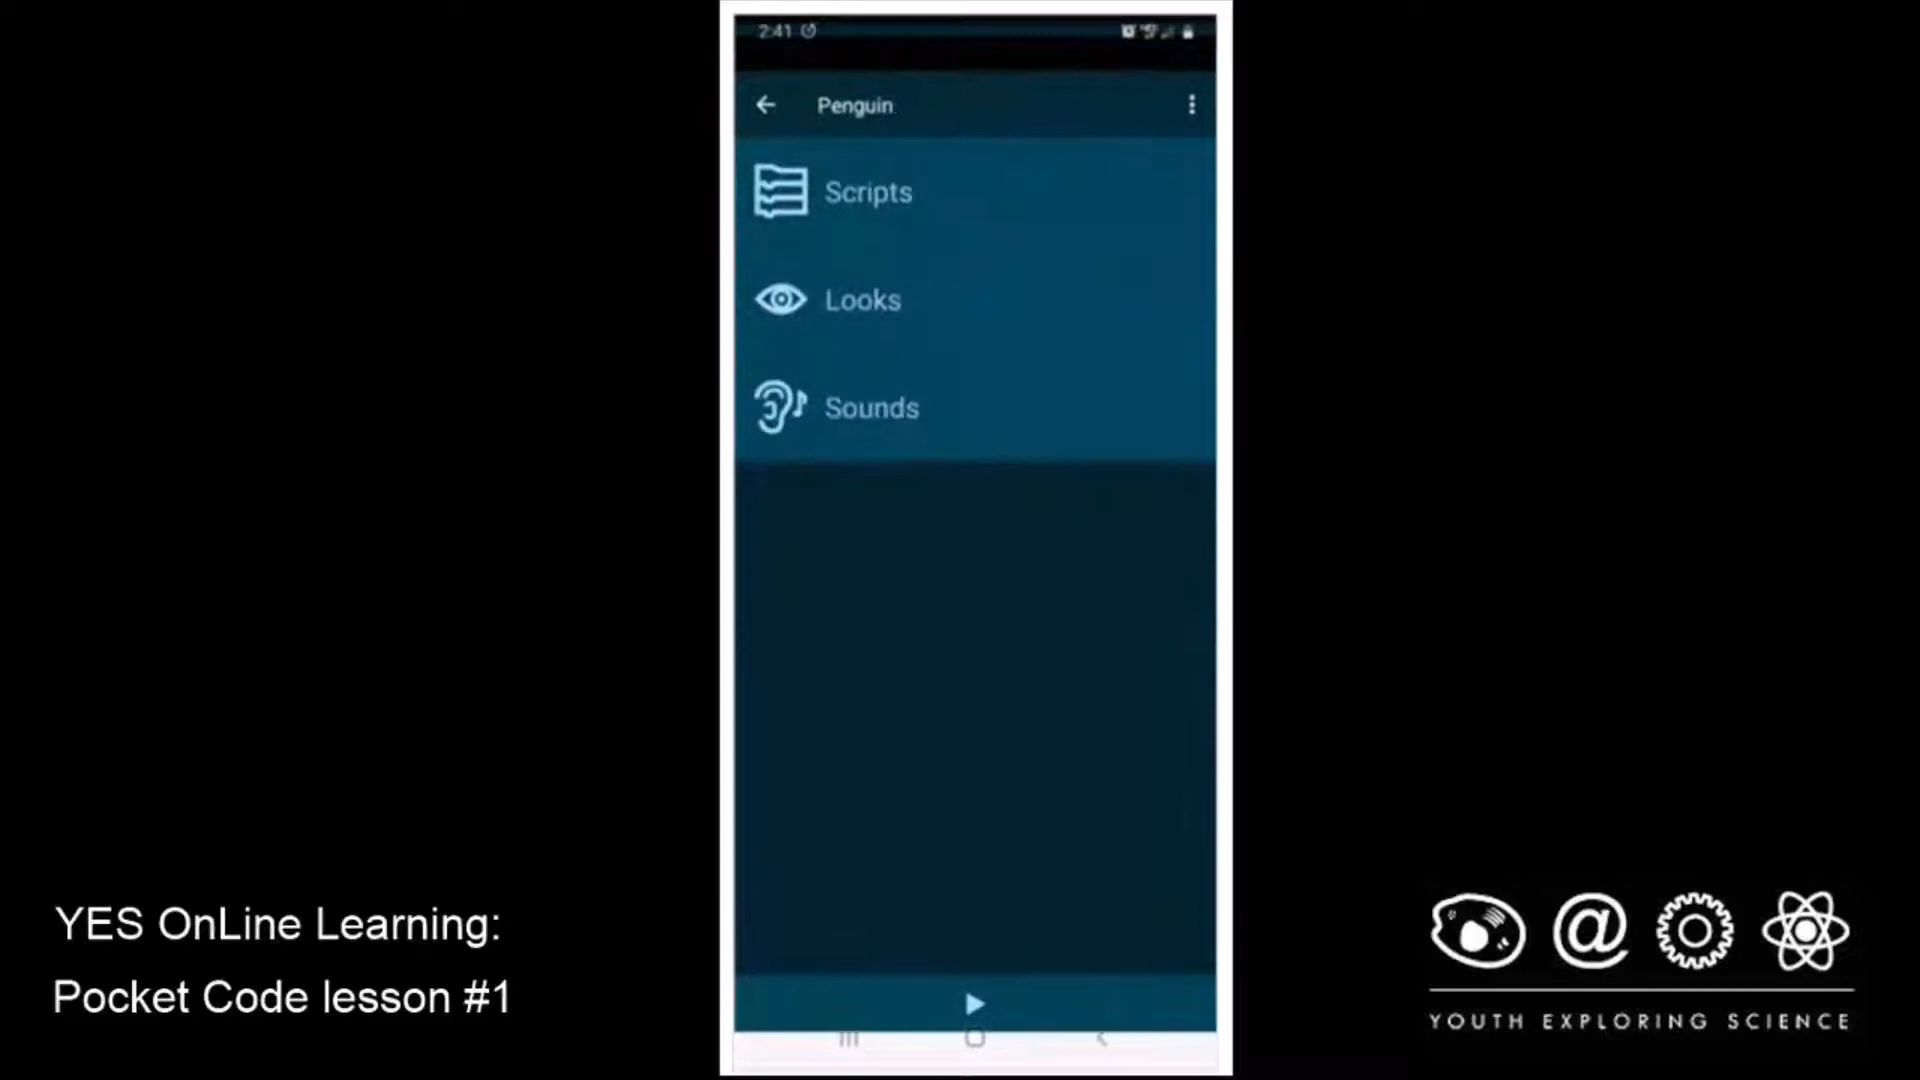 2:41
Penguin
Scripts
Looks
Sounds
YES OnLine Learning:
Pocket Code lesson #1
YOUTH EXPLORING SCIENCE